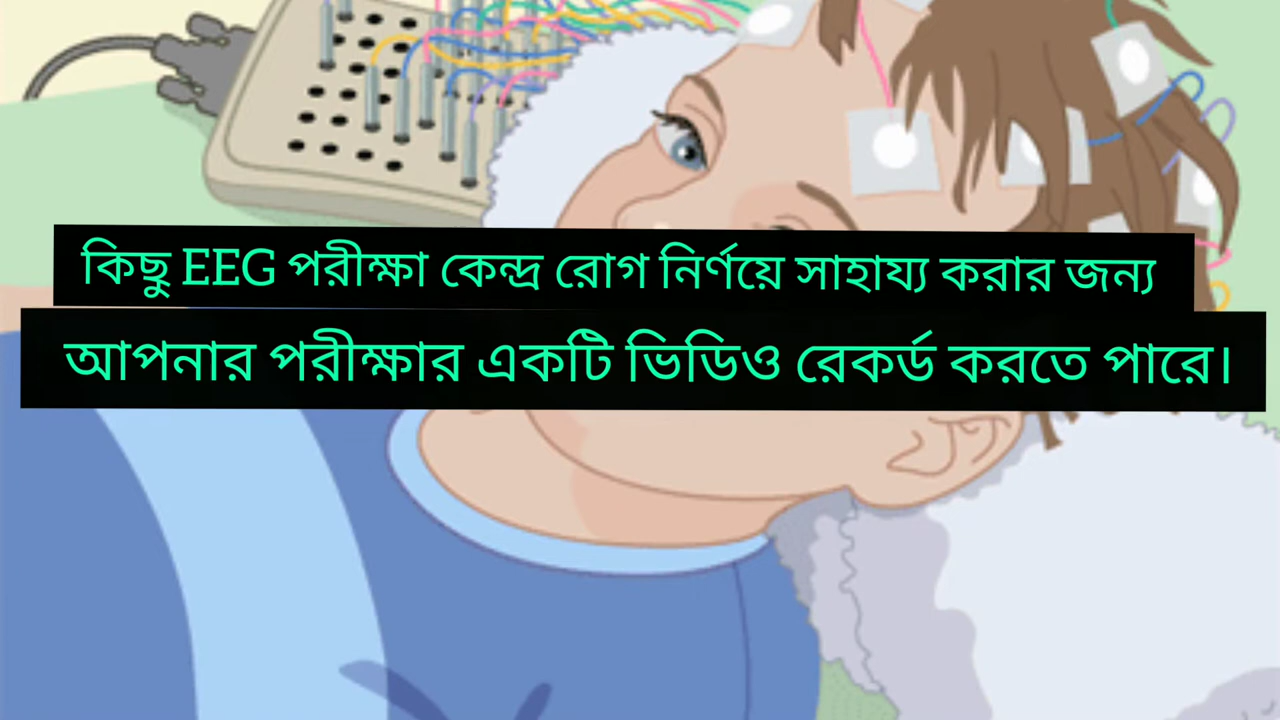 কিছু EEG পরীক্ষা কেন্দ্র রোগ নির্ণয়ে সাহায্য করার জন্য
আপনার পরীক্ষার একটি ভিডিও রেকর্ড করতে পারে।